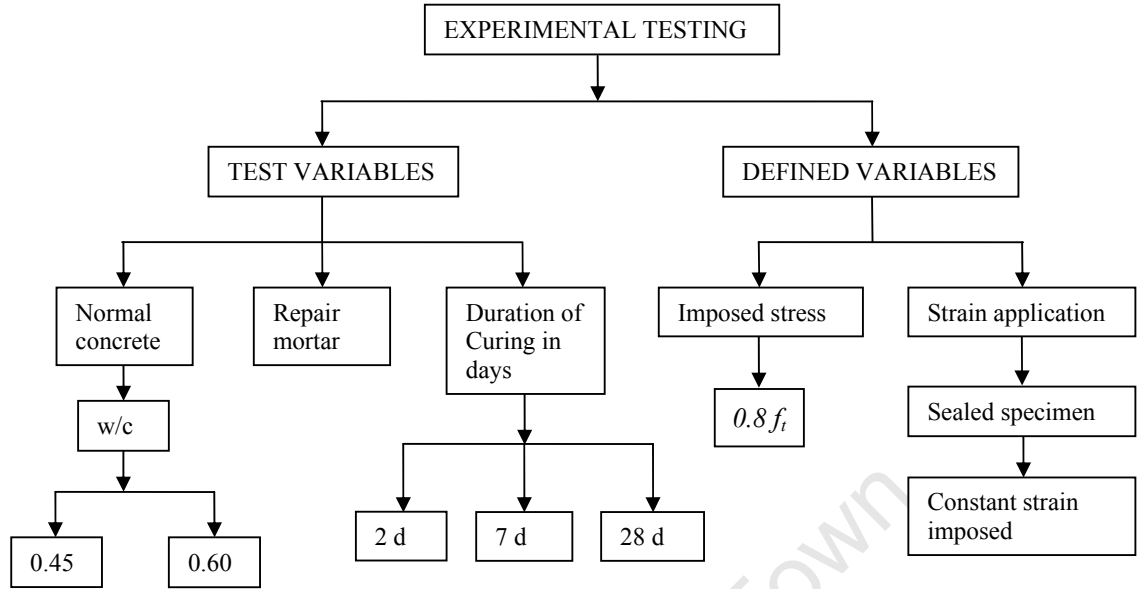 EXPERIMENTAL TESTING
TEST VARIABLES
DEFINED VARIABLES
Normal
concrete
Repair
mortar
Duration of
Curing in
days
Imposed stress
Strain application
w/c
0.8 fₜ
Sealed specimen
0.45
0.60
2 d
7 d
28 d
Constant strain
imposed
Town